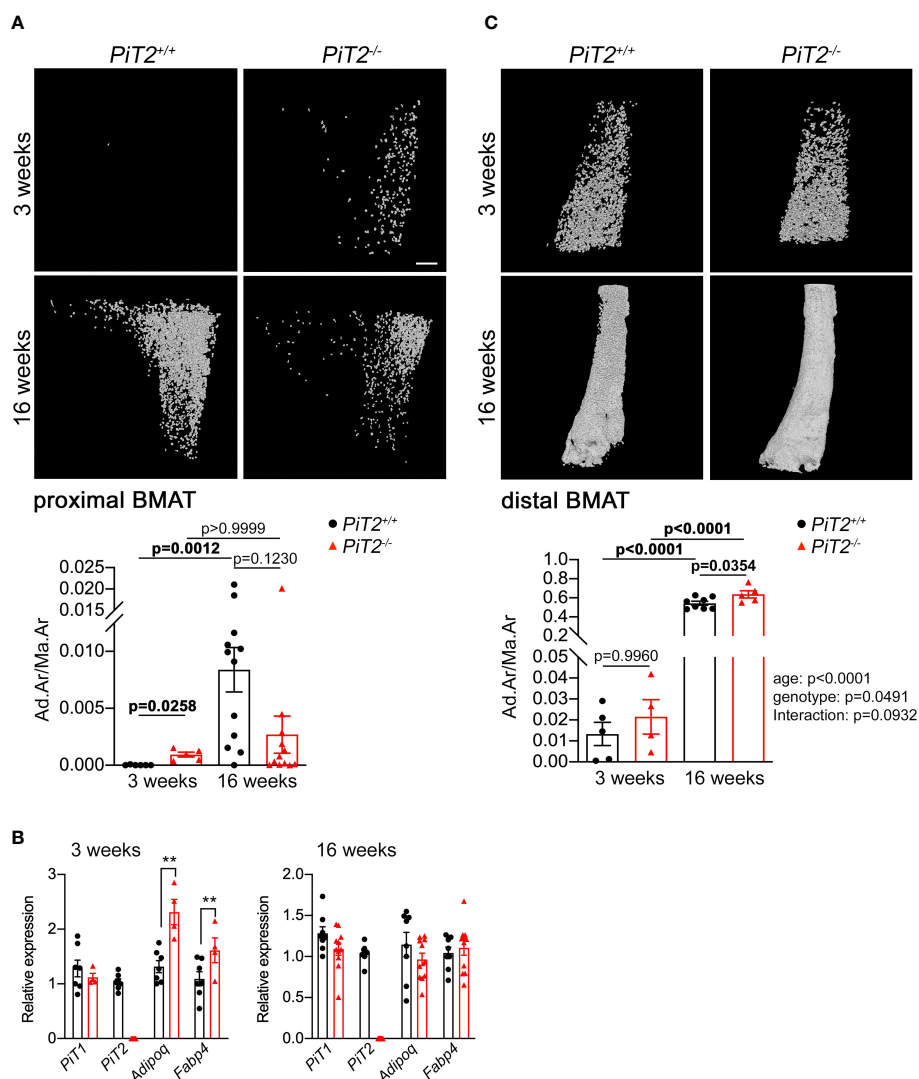 A
PiT2+/+
PiT2-/-
3 weeks
16 weeks
proximal BMAT
PiT2+/+
PiT2-/-
p>0.9999
p=0.0012
p=0.1230
p=0.0258
Ad.Ar/Ma.Ar
0.025
0.020
0.015
0.010
0.005
0.000
3 weeks
16 weeks
C
PiT2+/+
PiT2-/-
3 weeks
16 weeks
distal BMAT
PiT2+/+
PiT2-/-
p<0.0001
p<0.0001
p=0.0354
p=0.9960
Ad.Ar/Ma.Ar
1.0
0.8
0.6
0.4
0.2
0.05
0.04
0.03
0.02
0.01
0.00
3 weeks
16 weeks
age: p<0.0001
genotype: p=0.0491
Interaction: p=0.0932
B
3 weeks
**
**
Relative expression
3
2
1
0
PiT1
PiT2
Adipoq
Fabp4
16 weeks
Relative expression
2.0
1.5
1.0
0.5
0.0
PiT1
PiT2
Adipoq
Fabp4